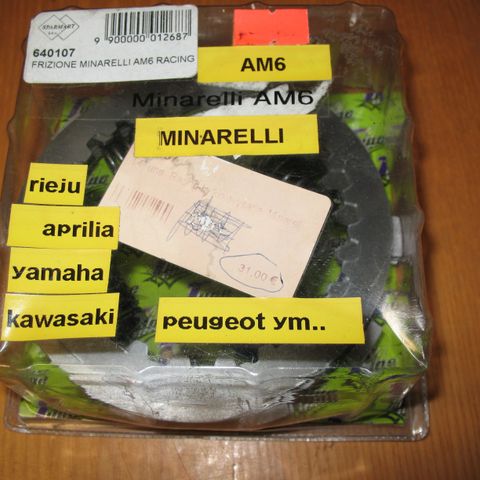 SPAREMART
9 900000 012687
640107
FRIZIONE MINARELLI AM6 RACING
AM6
Minarelli AM6
MINARELLI
rieju
aprilia
yamaha
kawasaki
31,00 €
peugeot ym..